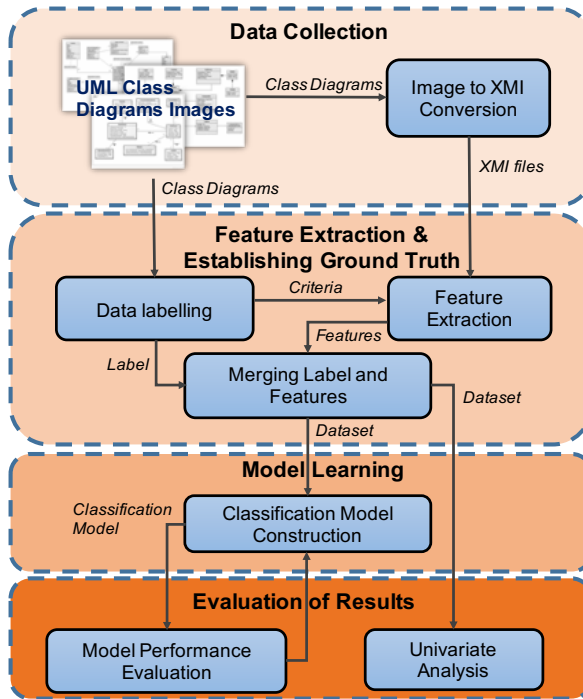 Data Collection
UML Class
Diagrams Images
Class Diagrams
Image to XMI
Conversion
Class Diagrams
XMI files
Feature Extraction &
Establishing Ground Truth
Data labelling
Criteria
Feature
Extraction
Features
Label
Merging Label and
Features
Dataset
Dataset
Model Learning
Classification
Model
Classification Model
Construction
Evaluation of Results
Model Performance
Evaluation
Univariate
Analysis